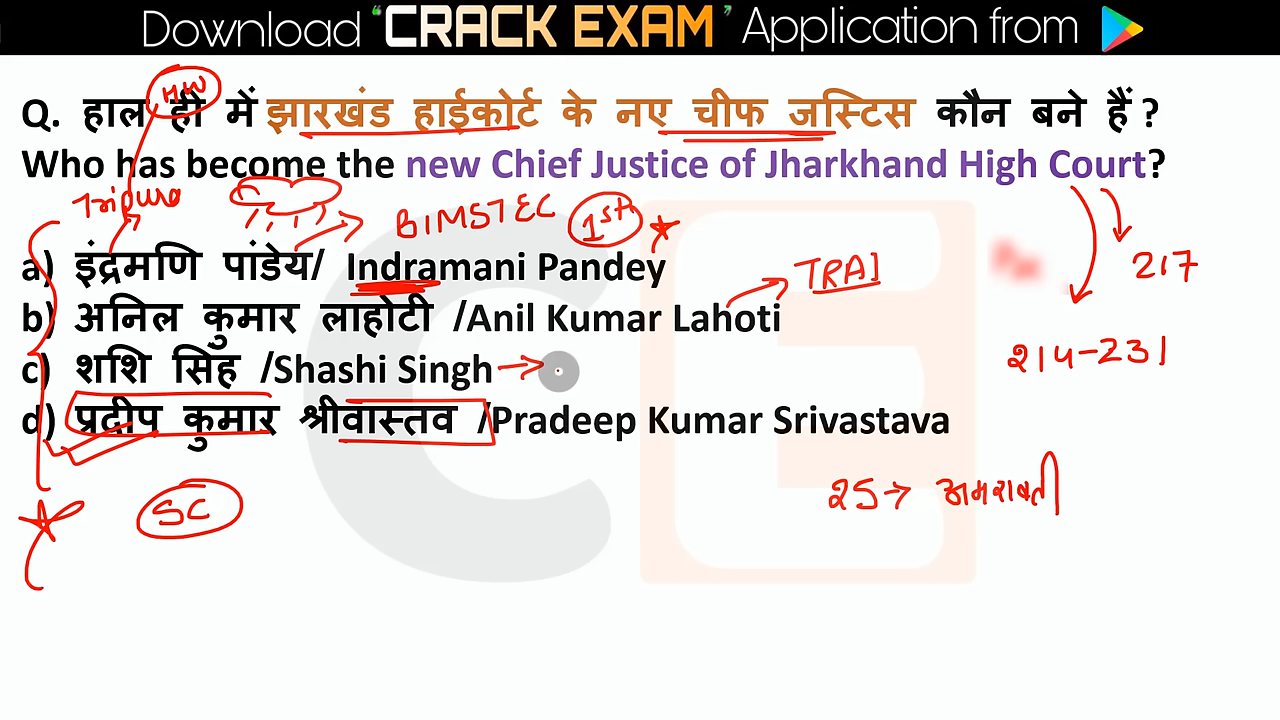 Download “CRACK EXAM” Application from
HW
Q. हाल ही में झारखंड हाईकोर्ट के नए चीफ जस्टिस कौन बने हैं ?
Who has become the new Chief Justice of Jharkhand High Court?
Tripura
BIMSTEC 1st
a) इंद्रमणि पांडेय/ Indramani Pandey
217
TRAI
b) अनिल कुमार लाहोटी /Anil Kumar Lahoti
214-231
c) शशि सिंह /Shashi Singh
d) प्रदीप कुमार श्रीवास्तव /Pradeep Kumar Srivastava
SC
25 → अमरावती